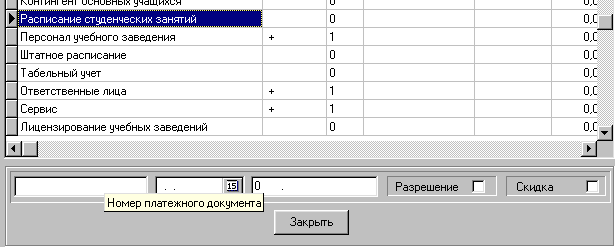 Контингент основных учащихся 0 0,0
Расписание студенческих занятий 0 0,0
Персонал учебного заведения + 1 0,0
Штатное расписание 0 0,0
Табельный учет 0 0,0
Ответственные лица + 1 0,0
Сервис + 1 0,0
Лицензирование учебных заведений 0 0,0
. . 15 0 . Разрешение Скидка
Номер платежного документа
Закрыть